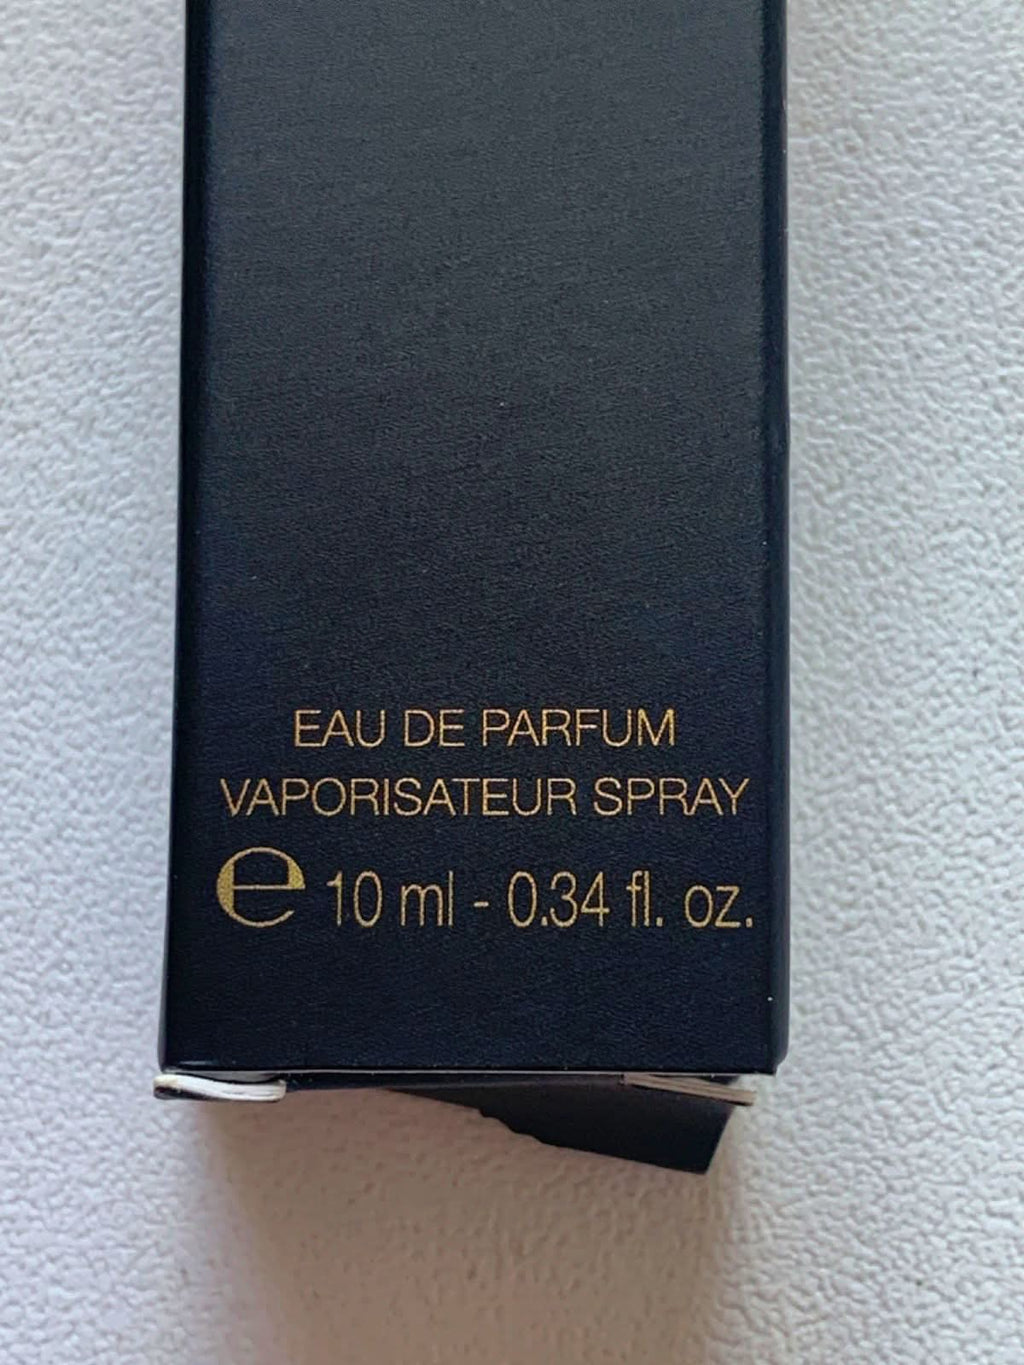 EAU DE PARFUM
VAPORISATEUR SPRAY
℮ 10 ml - 0.34 fl. oz.